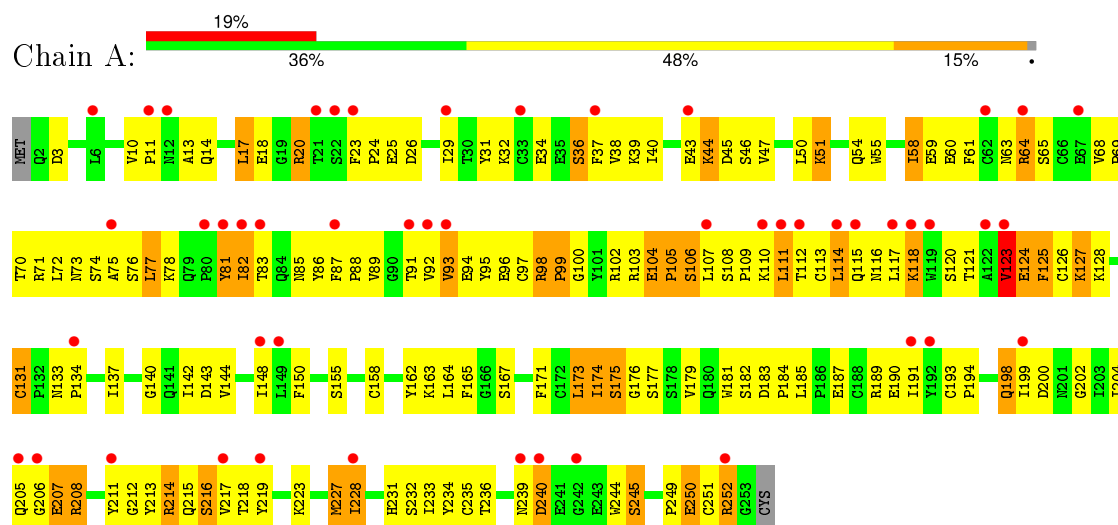 19%
Chain A:
36% 48% 15% •
MET Q2 D3 L6 V10 P11 N12 A13 Q14 L17 E18 G19 R20 T21 S22 F23 P24 E25 D26 I29 T30 Y31 K32 C33 E34 E35 S36 F37 V38 K39 I40 E43 K44 D45 S46 V47 L50 K51 Q54 W55 I58 E59 E60 F61 C62 N63 R64 S65 C66 E67 V68 P69
T70 R71 L72 N73 S74 A75 S76 L77 K78 Q79 P80 Y81 I82 T83 Q84 N85 Y86 F87 P88 V89 G90 T91 V92 V93 E94 Y95 E96 C97 R98 P99 G100 Y101 R102 R103 E104 P105 S106 L107 S108 P109 K110 L111 T112 C113 L114 Q115 N116 L117 K118 W119 S120 T121 A122 V123 E124 F125 C126 K127 K128
C131 P132 N133 P134 I137 G140 Q141 I142 D143 V144 I148 L149 F150 S155 C158 Y162 K163 L164 F165 G166 S167 F171 C172 L173 I174 S175 G176 S177 S178 V179 Q180 W181 S182 D183 P184 L185 P186 E187 C188 R189 E190 I191 Y192 C193 P194 Q198 I199 D200 N201 G202 I203 I204
Q205 G206 E207 R208 Y211 G212 Y213 R214 Q215 S216 V217 T218 Y219 K223 M227 I228 H231 S232 I233 Y234 C235 T236 N239 D240 E241 G242 E243 W244 S245 P249 E250 C251 R252 G253 CYS